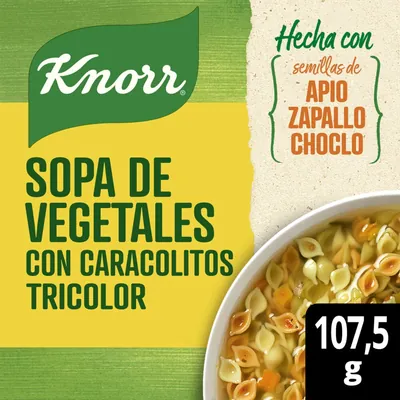 Knorr
SOPA DE
VEGETALES
CON CARACOLITOS
TRICOLOR
Hecha con
semillas de
APIO
ZAPALLO
CHOCLO
107,5
g